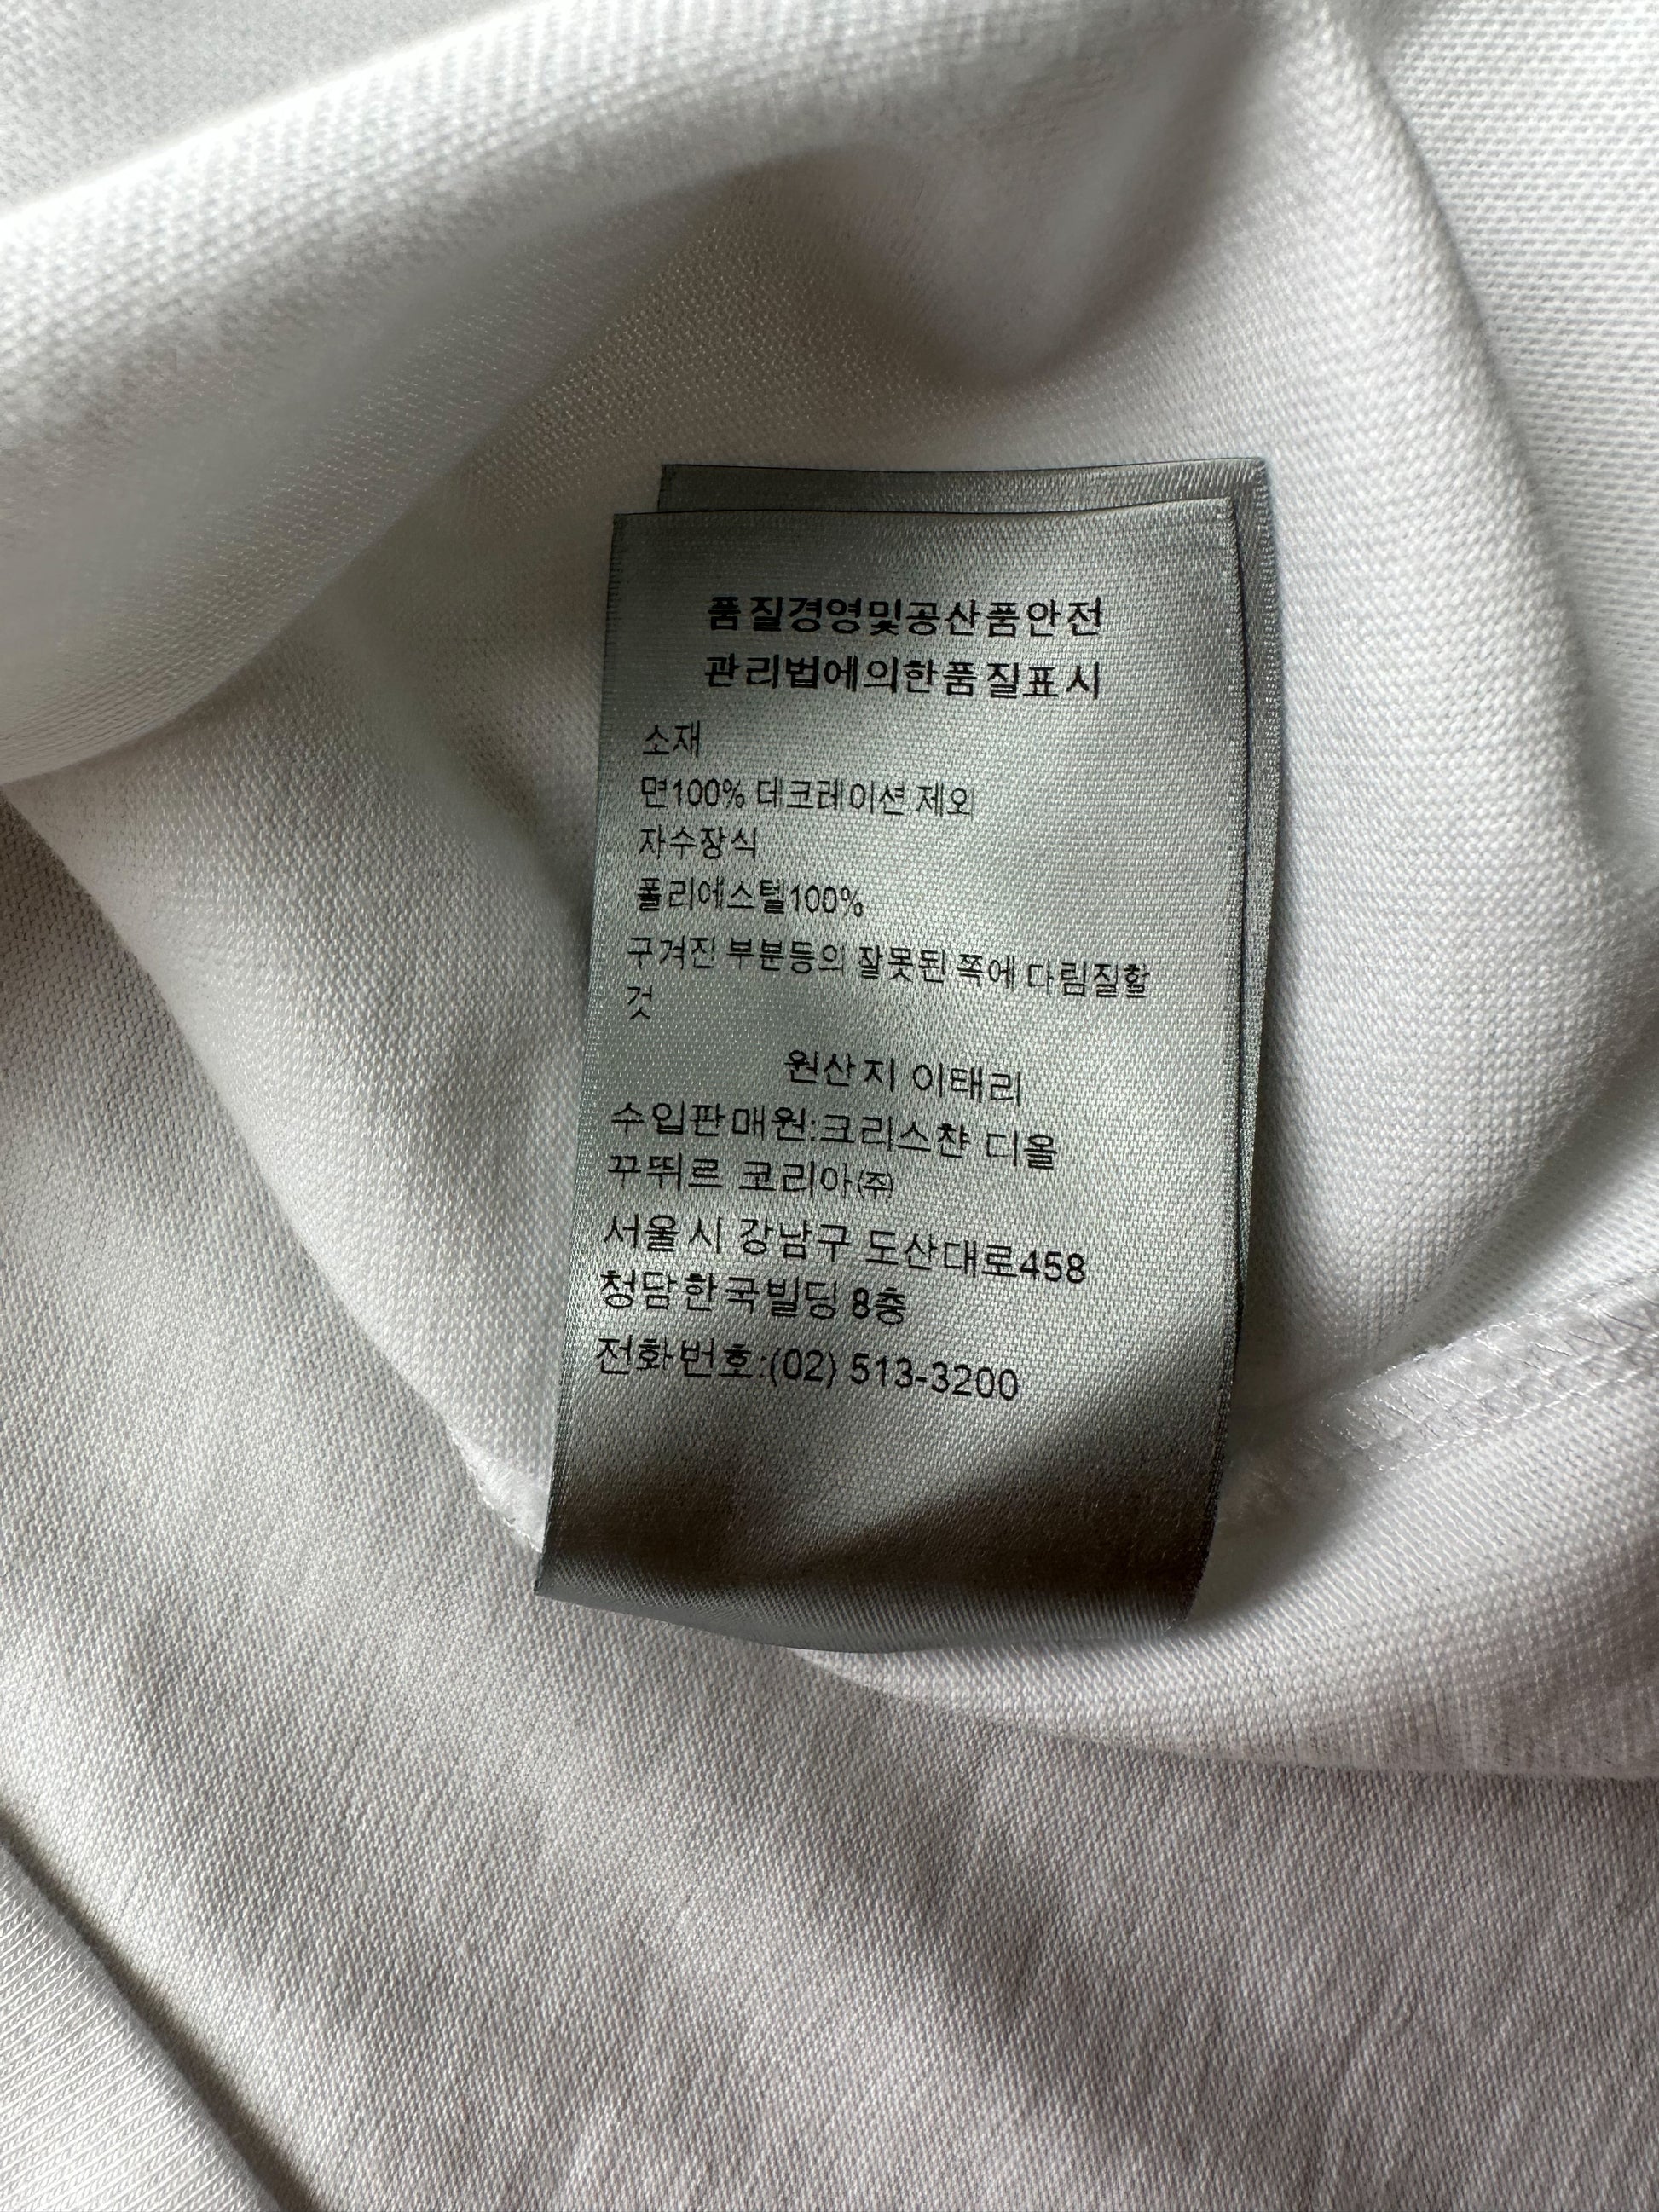 품질경영및공산품안전
관리법에의한품질표시
소재
면100% 데코레이션 제외
자수장식
폴리에스텔100%
구겨진 부분등의 잘못된 쪽에 다림질할
것
원산지 이태리
수입판매원:크리스챤 디올
꾸뛰르 코리아㈜
서울시 강남구 도산대로458
청담한국빌딩 8층
전화번호:(02) 513-3200